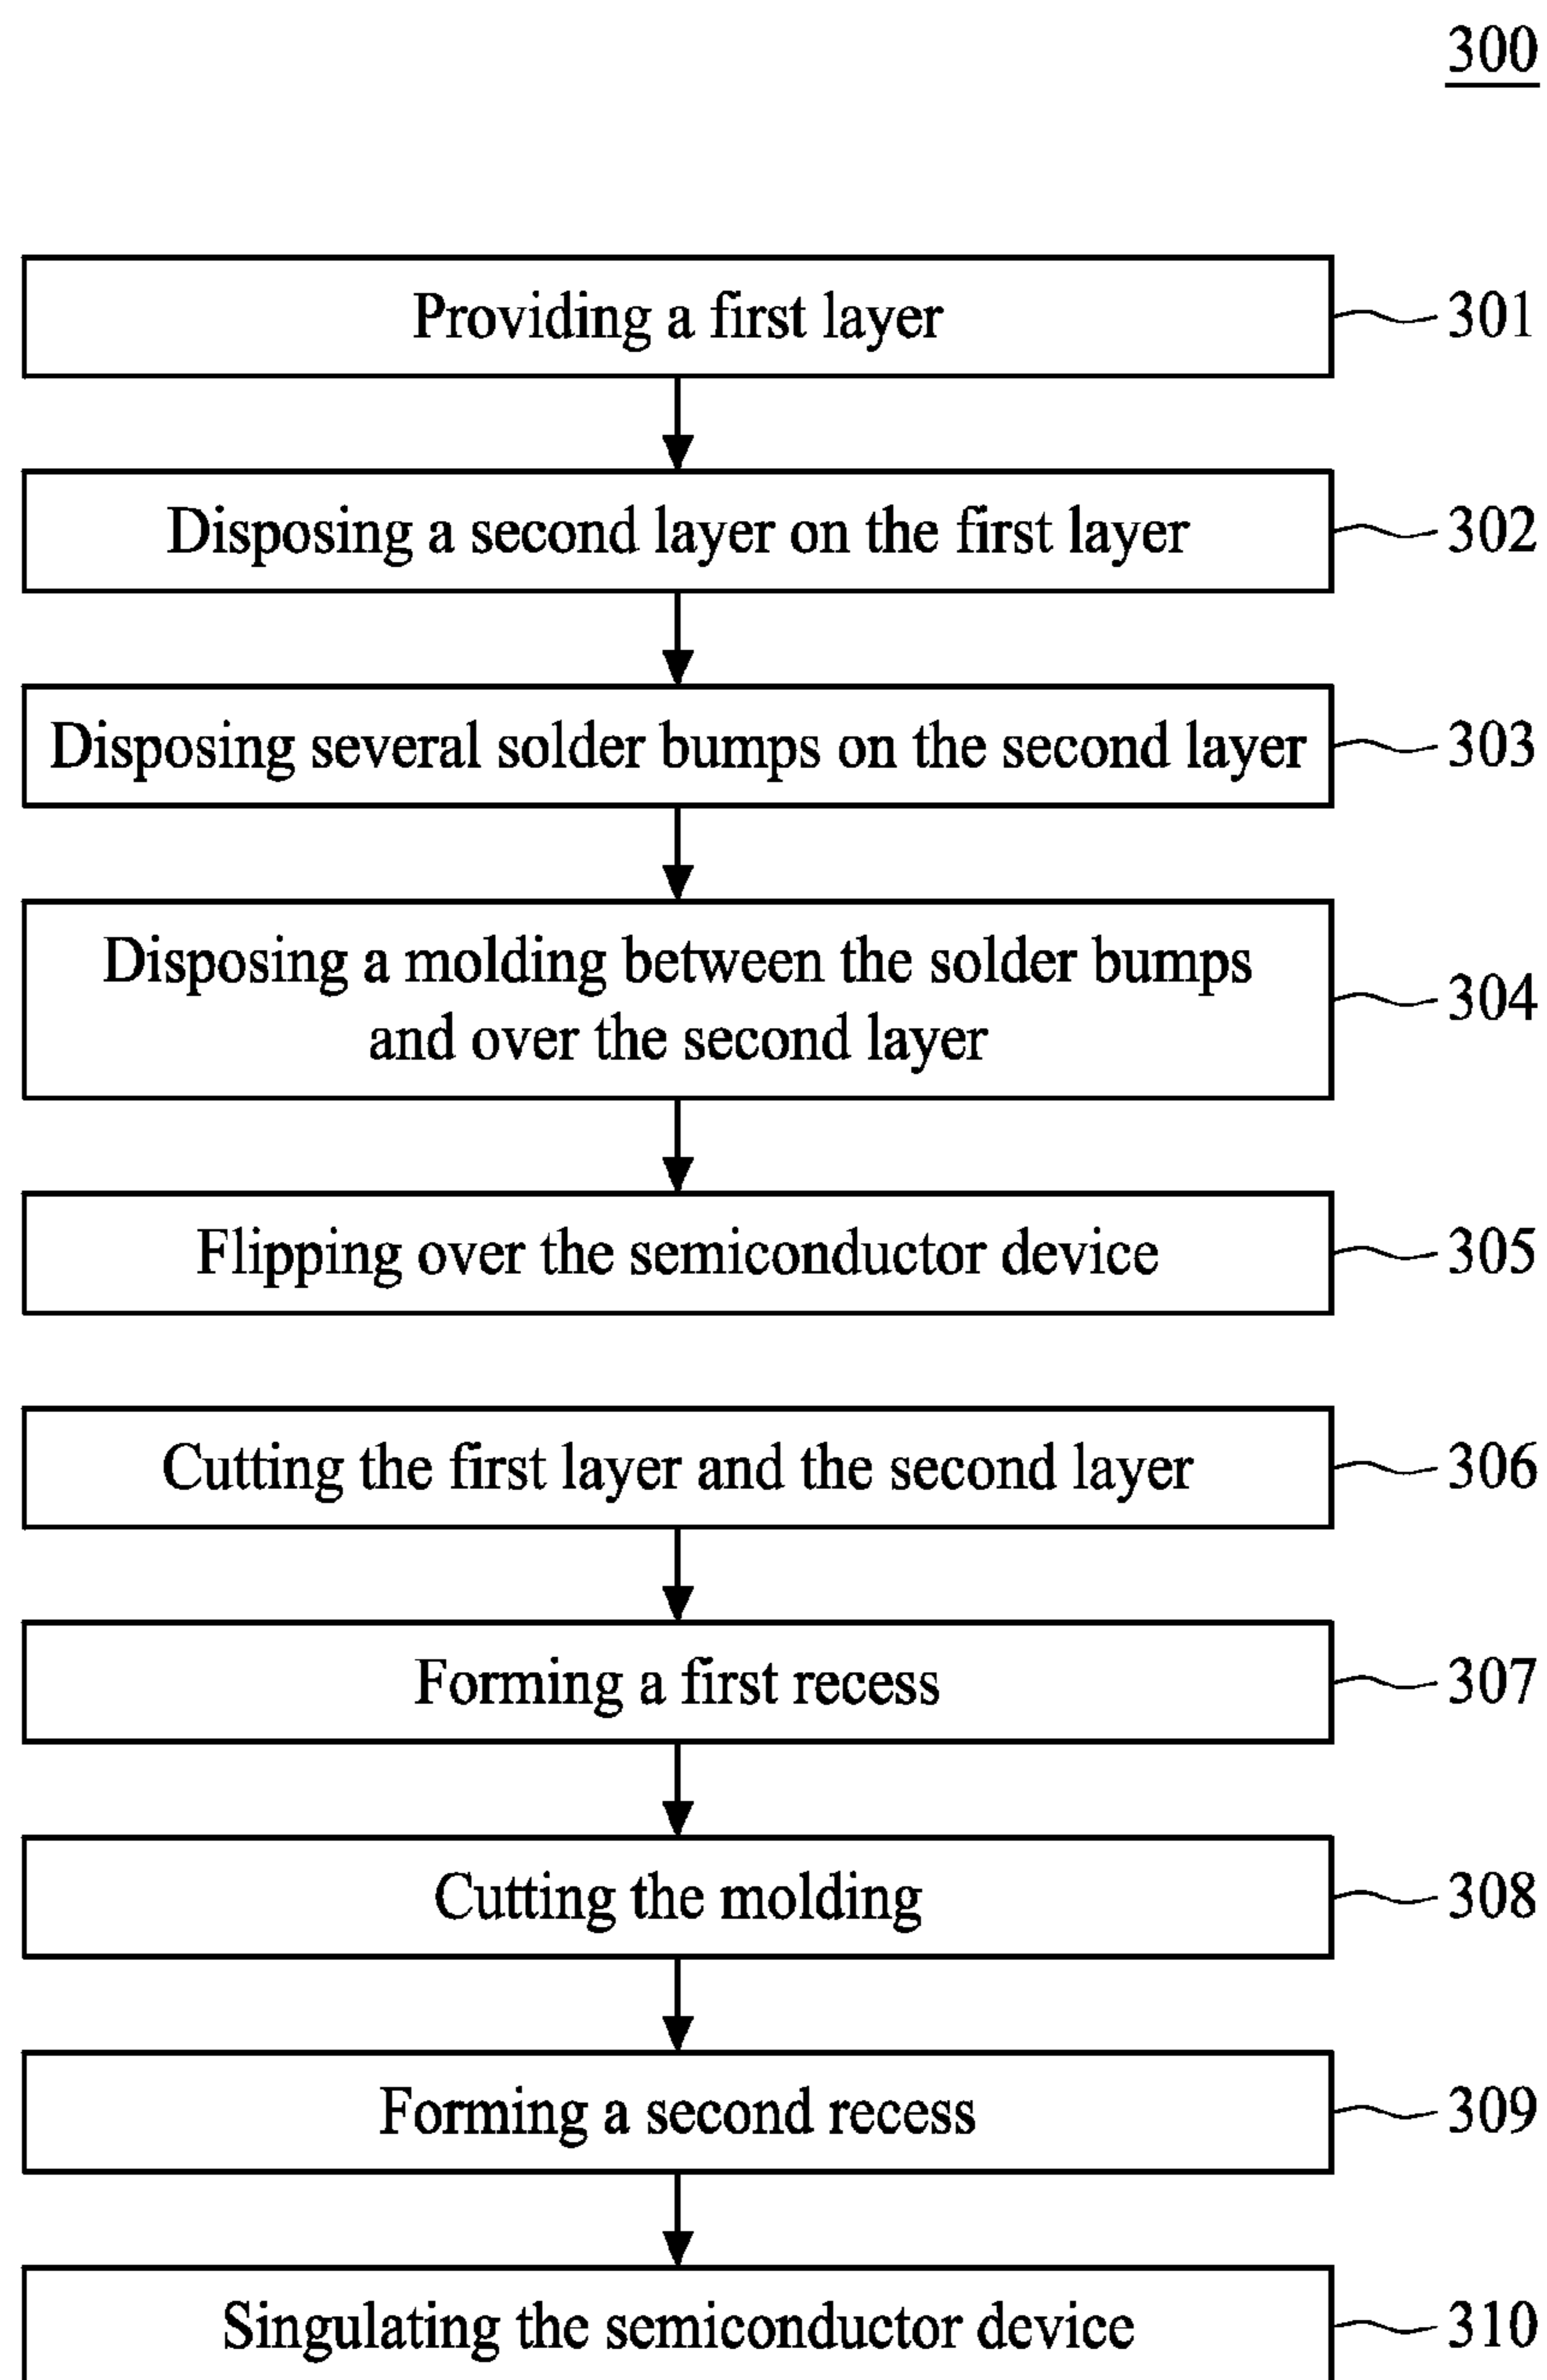 300
Providing a first layer
301
Disposing a second layer on the first layer
302
Disposing several solder bumps on the second layer
303
Disposing a molding between the solder bumps
and over the second layer
304
Flipping over the semiconductor device
305
Cutting the first layer and the second layer
306
Forming a first recess
307
Cutting the molding
308
Forming a second recess
309
Singulating the semiconductor device
310